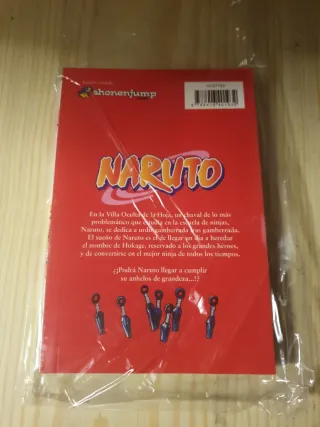 shonenjump
NARUTO
En la Villa Oculta de la Hoja, un chaval de lo más
problemático que estudia en la escuela de ninjas,
Naruto, se dedica a urdir gamberrada tras gamberrada.
El sueño de Naruto es el de llegar un día a heredar
el nombre de Hokage, reservado a los grandes héroes,
y de convertirse en el mejor ninja de todos los tiempos.
¿¡Podrá Naruto llegar a cumplir
su anhelos de grandeza...!?